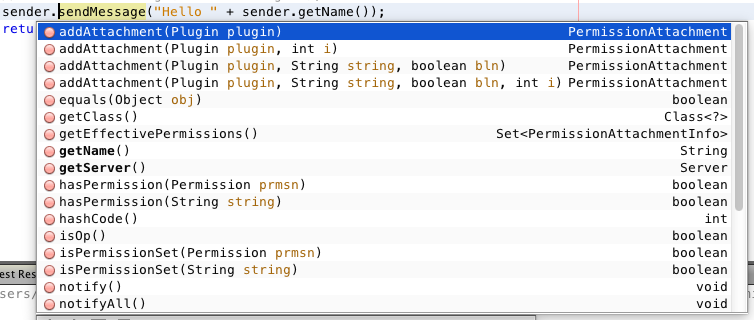 sender.sendMessage("Hello " + sender.getName());
retu
addAttachment(Plugin plugin) PermissionAttachment
addAttachment(Plugin plugin, int i) PermissionAttachment
addAttachment(Plugin plugin, String string, boolean bln) PermissionAttachment
addAttachment(Plugin plugin, String string, boolean bln, int i) PermissionAttachment
equals(Object obj) boolean
getClass() Class<?>
getEffectivePermissions() Set<PermissionAttachmentInfo>
getName() String
getServer() Server
hasPermission(Permission prmsn) boolean
hasPermission(String string) boolean
hashCode() int
isOp() boolean
isPermissionSet(Permission prmsn) boolean
est Res
isPermissionSet(String string) boolean
sers/
notify() void
notifyAll() void